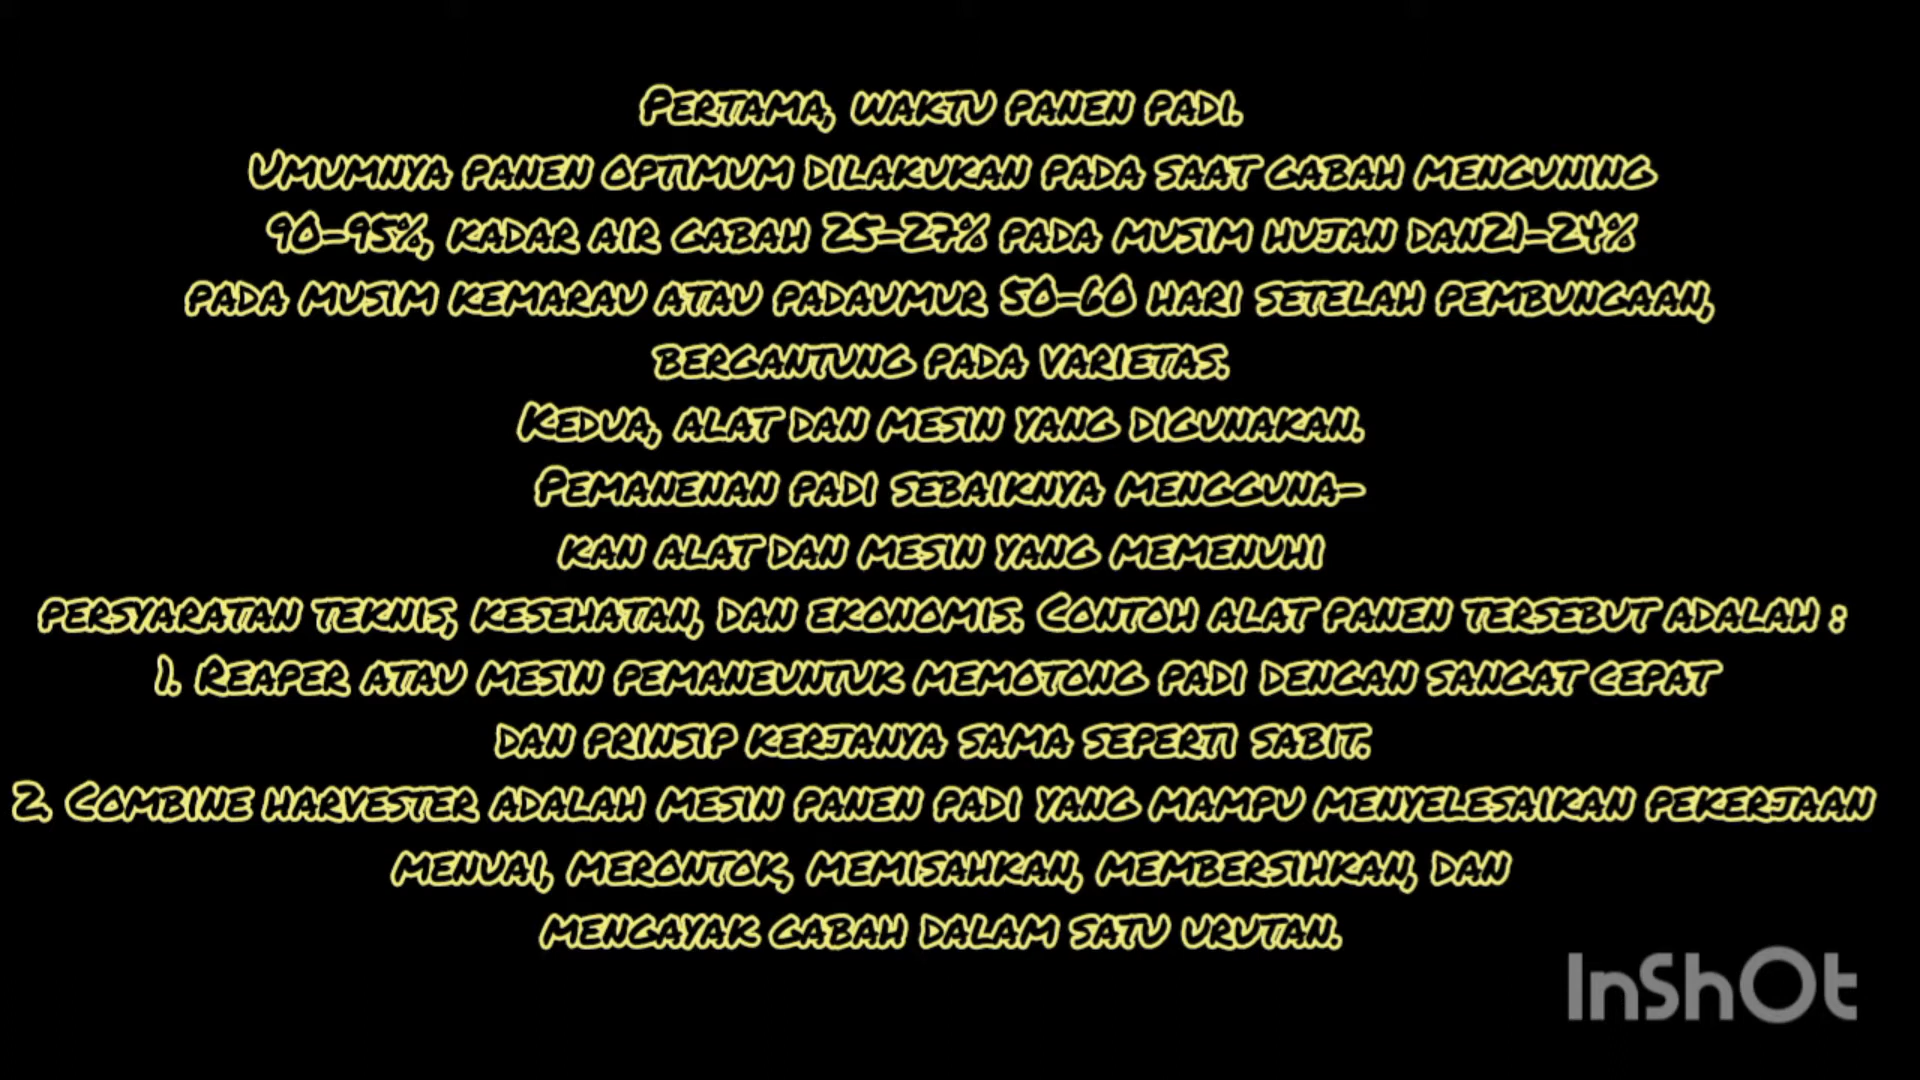 Pertama, waktu panen padi.
Umumnya panen optimum dilakukan pada saat gabah menguning
90-95%, kadar air gabah 25-27% pada musim hujan dan21-24%
pada musim kemarau atau padaumur 50-60 hari setelah pembungaan,
bergantung pada varietas.
Kedua, alat dan mesin yang digunakan.
Pemanenan padi sebaiknya mengguna-
kan alat dan mesin yang memenuhi
persyaratan teknis, kesehatan, dan ekonomis. Contoh alat panen tersebut adalah :
1. Reaper atau mesin pemaneuntuk memotong padi dengan sangat cepat
dan prinsip kerjanya sama seperti sabit.
2. Combine harvester adalah mesin panen padi yang mampu menyelesaikan pekerjaan
menuai, merontok, memisahkan, membersihkan, dan
mengayak gabah dalam satu urutan.
InShOt